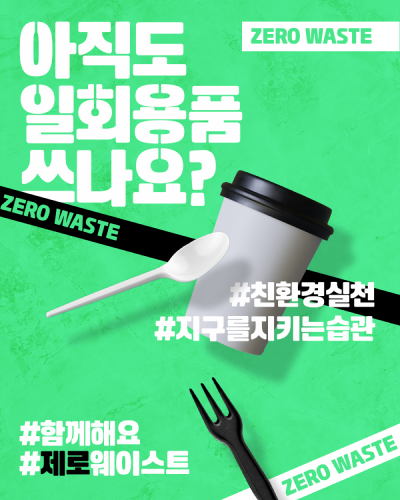 아직도
ZERO WASTE
일회용품
쓰나요?
ZERO WASTE
#친환경실천
#지구를지키는습관
#함께해요
#제로웨이스트
ZERO WASTE